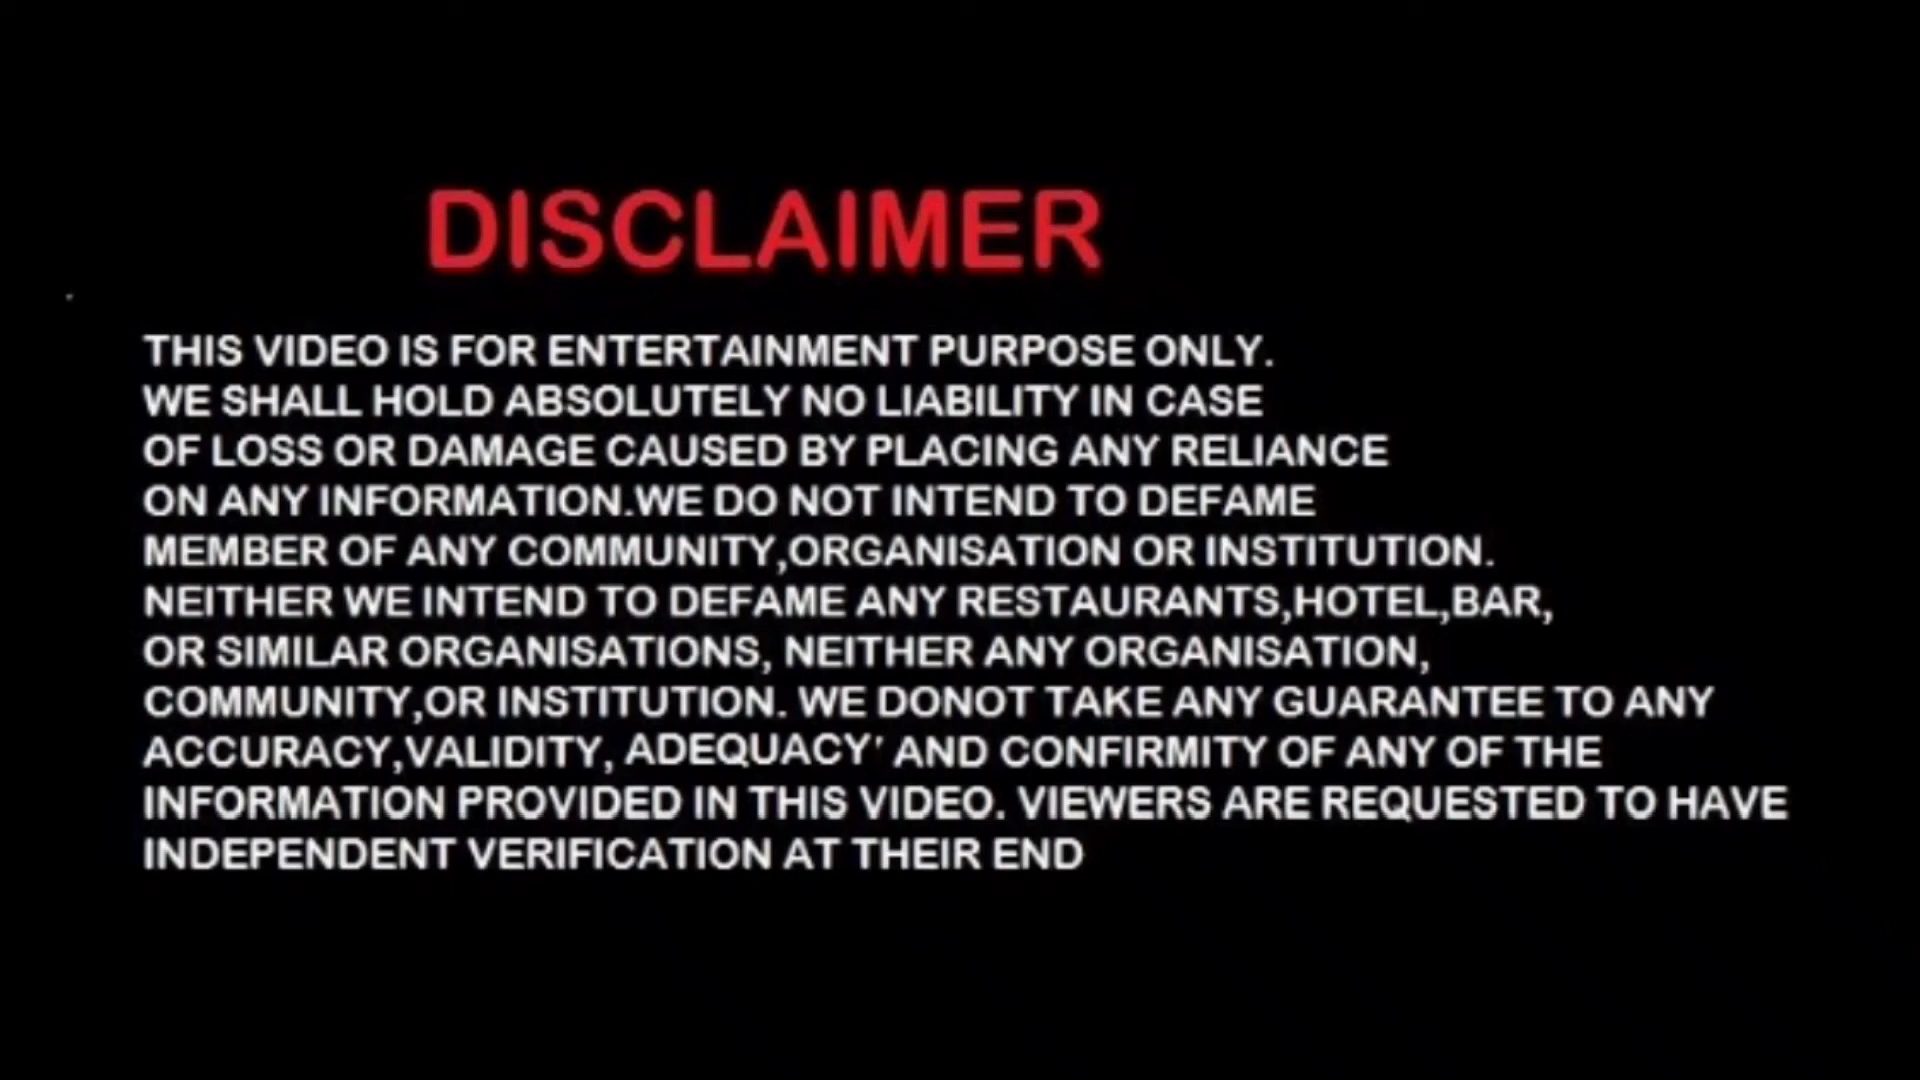 DISCLAIMER
THIS VIDEO IS FOR ENTERTAINMENT PURPOSE ONLY.
WE SHALL HOLD ABSOLUTELY NO LIABILITY IN CASE
OF LOSS OR DAMAGE CAUSED BY PLACING ANY RELIANCE
ON ANY INFORMATION.WE DO NOT INTEND TO DEFAME
MEMBER OF ANY COMMUNITY,ORGANISATION OR INSTITUTION.
NEITHER WE INTEND TO DEFAME ANY RESTAURANTS,HOTEL,BAR,
OR SIMILAR ORGANISATIONS, NEITHER ANY ORGANISATION,
COMMUNITY,OR INSTITUTION. WE DONOT TAKE ANY GUARANTEE TO ANY
ACCURACY,VALIDITY, ADEQUACY' AND CONFIRMITY OF ANY OF THE
INFORMATION PROVIDED IN THIS VIDEO. VIEWERS ARE REQUESTED TO HAVE
INDEPENDENT VERIFICATION AT THEIR END